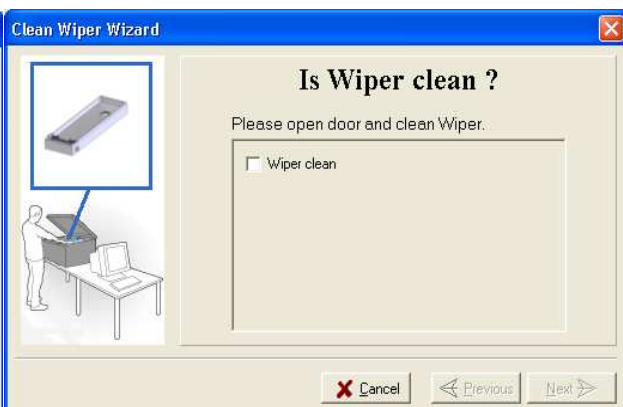 Clean Wiper Wizard
Is Wiper clean ?
Please open door and clean Wiper.
Wiper clean
Cancel
Previous
Next